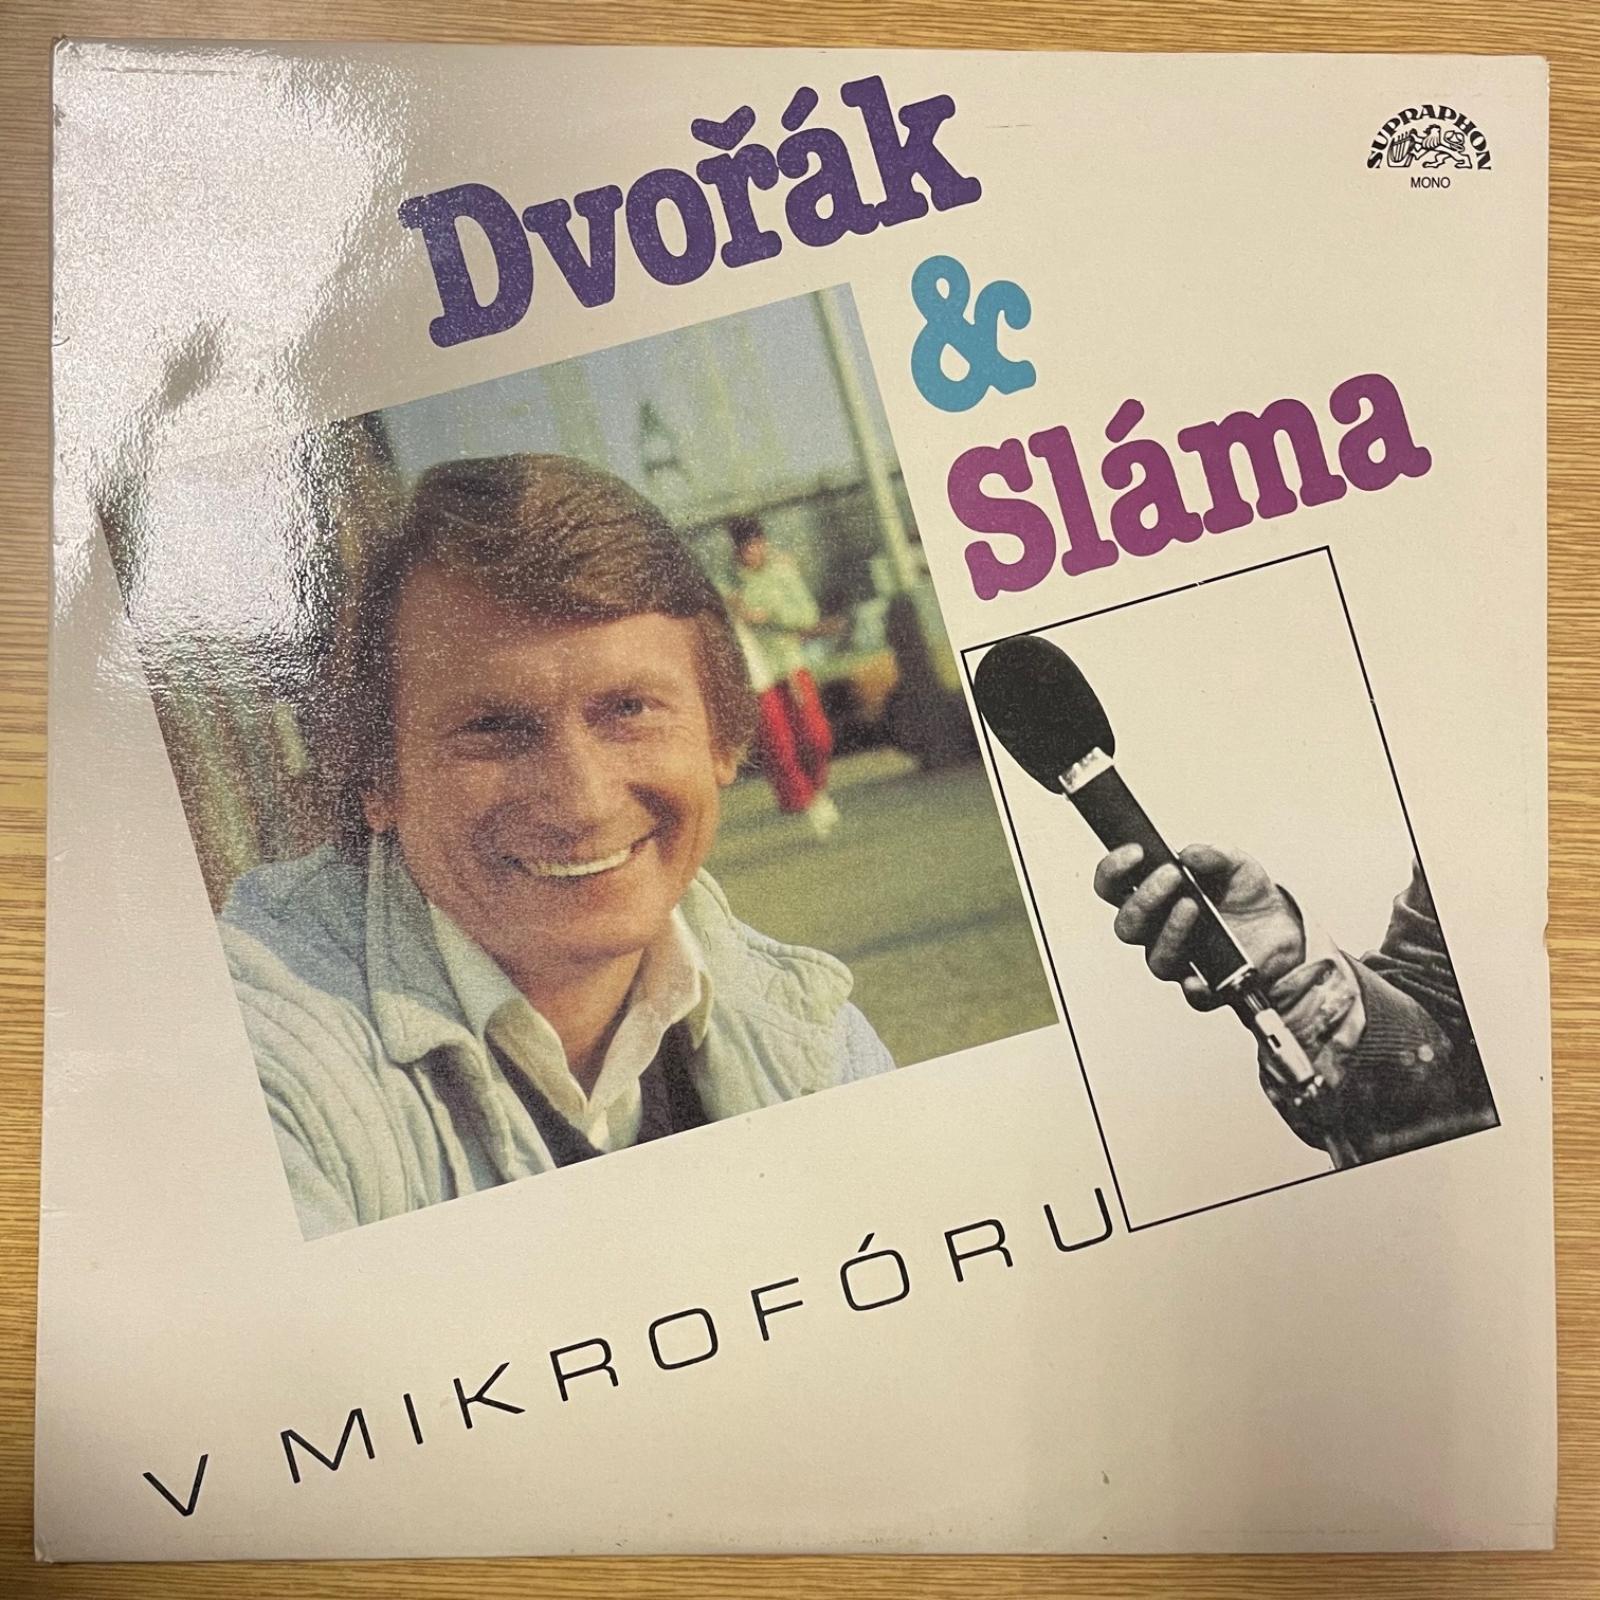 Dvořák
&
Sláma
SUPRAPHON
MONO
V MIKROFÓRU